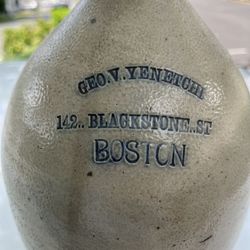 GEO. V. YENETCHI
142.. BLACKSTONE..ST
BOSTON